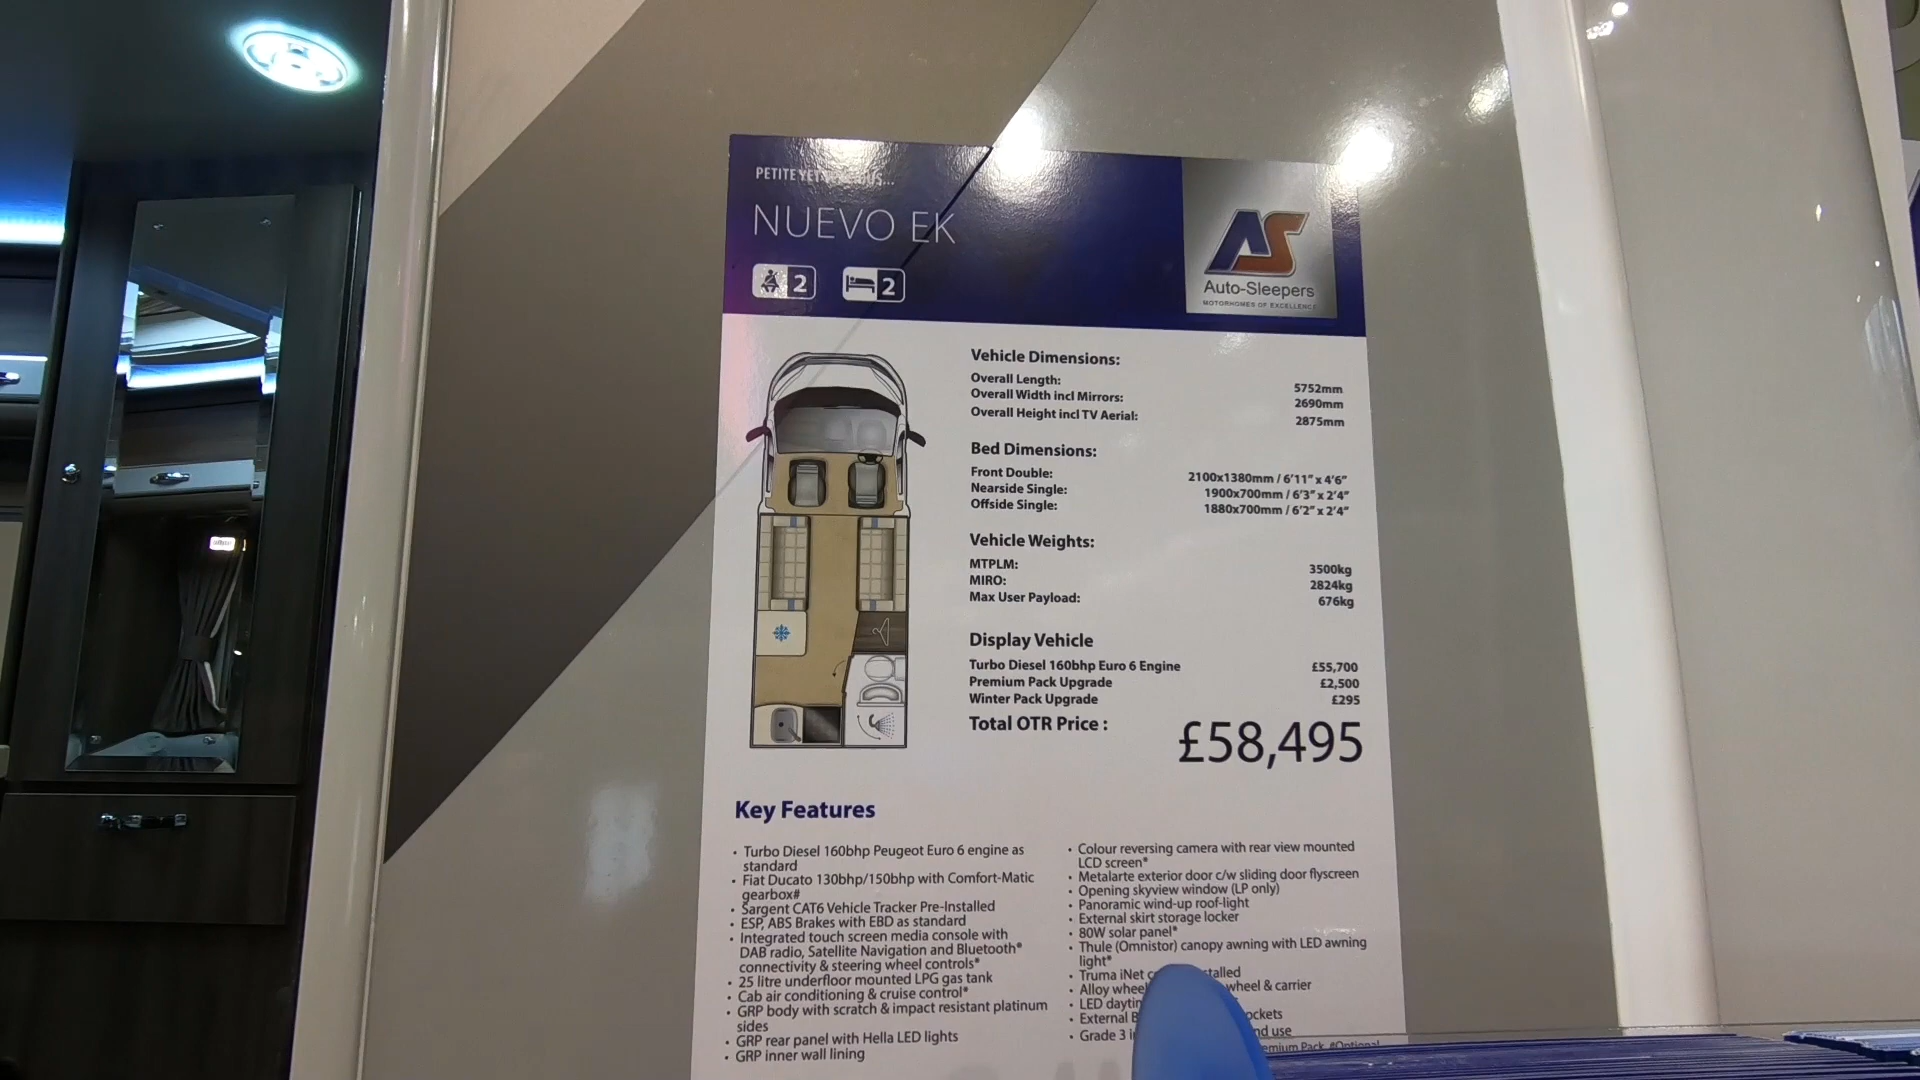 PETITE
NUEVO EK
2
2
AS
Auto-Sleepers
MOTORHOMES OF EXCELLENCE
Vehicle Dimensions:
Overall Length: 5752mm
Overall Width incl Mirrors: 2690mm
Overall Height incl TV Aerial: 2875mm
Bed Dimensions:
Front Double: 2100x1380mm / 6'11" x 4'6"
Nearside Single: 1900x700mm / 6'3" x 2'4"
Offside Single: 1880x700mm / 6'2" x 2'4"
Vehicle Weights:
MTPLM: 3500kg
MIRO: 2824kg
Max User Payload: 676kg
Display Vehicle
Turbo Diesel 160bhp Euro 6 Engine £55,700
Premium Pack Upgrade £2,500
Winter Pack Upgrade £295
Total OTR Price : £58,495
Key Features
• Turbo Diesel 160bhp Peugeot Euro 6 engine as
standard
• Fiat Ducato 130bhp/150bhp with Comfort-Matic
gearbox#
• Sargent CAT6 Vehicle Tracker Pre-Installed
• ESP, ABS Brakes with EBD as standard
• Integrated touch screen media console with
DAB radio, Satellite Navigation and Bluetooth*
connectivity & steering wheel controls*
• 25 litre underfloor mounted LPG gas tank
• Cab air conditioning & cruise control*
• GRP body with scratch & impact resistant platinum
sides
• GRP rear panel with Hella LED lights
• GRP inner wall lining
• Colour reversing camera with rear view mounted
LCD screen*
• Metalarte exterior door c/w sliding door flyscreen
• Opening skyview window (LP only)
• Panoramic wind-up roof-light
• External skirt storage locker
• 80W solar panel*
• Thule (Omnistor) canopy awning with LED awning
light*
• Truma iNet
• Alloy wheel & carrier
• LED
• External
• Grade 3 use
Pack, #Optional